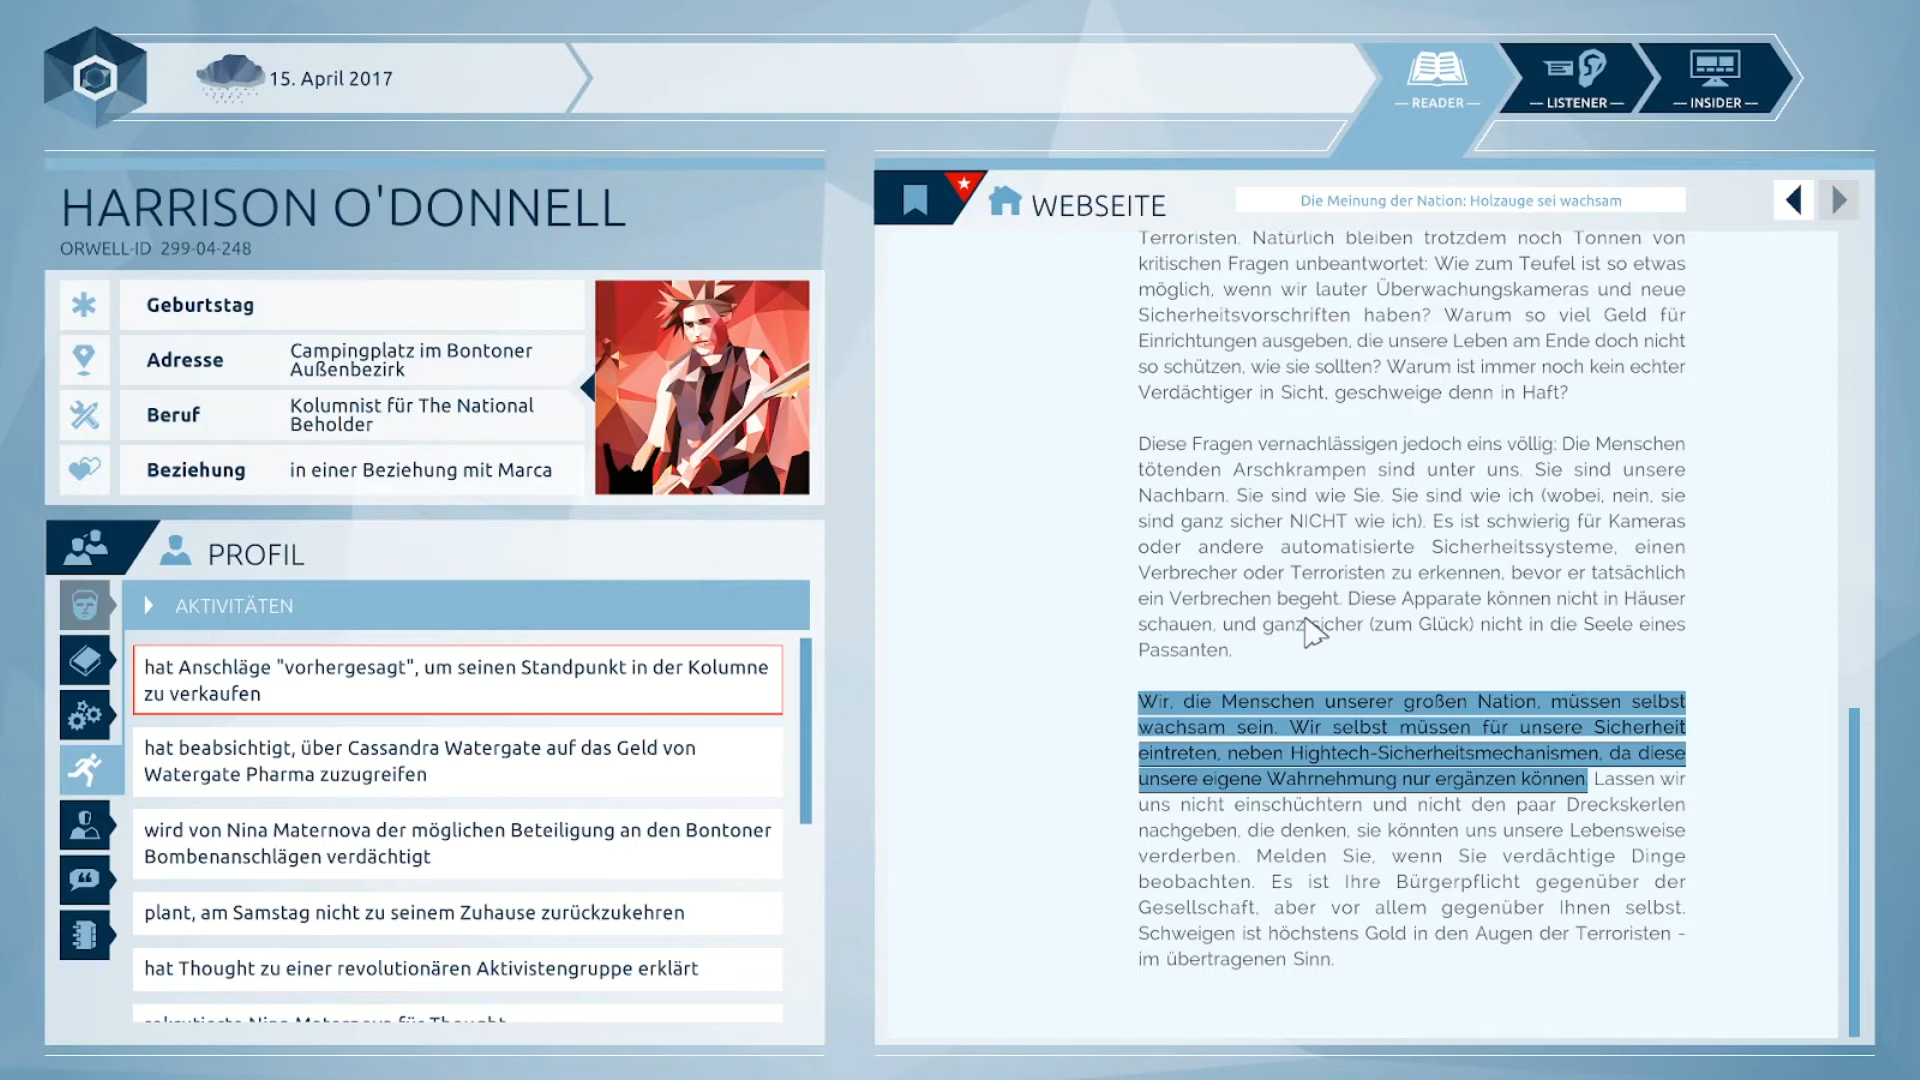 15. April 2017
— READER —
— LISTENER —
— INSIDER —
HARRISON O'DONNELL
ORWELL-ID 299-04-248
Geburtstag
Adresse
Campingplatz im Bontoner
Außenbezirk
Beruf
Kolumnist für The National
Beholder
Beziehung
in einer Beziehung mit Marca
PROFIL
AKTIVITÄTEN
hat Anschläge "vorhergesagt", um seinen Standpunkt in der Kolumne
zu verkaufen
hat beabsichtigt, über Cassandra Watergate auf das Geld von
Watergate Pharma zuzugreifen
wird von Nina Maternova der möglichen Beteiligung an den Bontoner
Bombenanschlägen verdächtigt
plant, am Samstag nicht zu seinem Zuhause zurückzukehren
hat Thought zu einer revolutionären Aktivistengruppe erklärt
rekrutierte Nina Maternova für Thought
WEBSEITE
Die Meinung der Nation: Holzauge sei wachsam
Terroristen. Natürlich bleiben trotzdem noch Tonnen von
kritischen Fragen unbeantwortet: Wie zum Teufel ist so etwas
möglich, wenn wir lauter Überwachungskameras und neue
Sicherheitsvorschriften haben? Warum so viel Geld für
Einrichtungen ausgeben, die unsere Leben am Ende doch nicht
so schützen, wie sie sollten? Warum ist immer noch kein echter
Verdächtiger in Sicht, geschweige denn in Haft?
Diese Fragen vernachlässigen jedoch eins völlig: Die Menschen
tötenden Arschkrampen sind unter uns. Sie sind unsere
Nachbarn. Sie sind wie Sie. Sie sind wie ich (wobei, nein, sie
sind ganz sicher NICHT wie ich). Es ist schwierig für Kameras
oder andere automatisierte Sicherheitssysteme, einen
Verbrecher oder Terroristen zu erkennen, bevor er tatsächlich
ein Verbrechen begeht. Diese Apparate können nicht in Häuser
schauen, und ganz sicher (zum Glück) nicht in die Seele eines
Passanten.
Wir, die Menschen unserer großen Nation, müssen selbst
wachsam sein. Wir selbst müssen für unsere Sicherheit
eintreten, neben Hightech-Sicherheitsmechanismen, da diese
unsere eigene Wahrnehmung nur ergänzen können. Lassen wir
uns nicht einschüchtern und nicht den paar Dreckskerlen
nachgeben, die denken, sie könnten uns unsere Lebensweise
verderben. Melden Sie, wenn Sie verdächtige Dinge
beobachten. Es ist Ihre Bürgerpflicht gegenüber der
Gesellschaft, aber vor allem gegenüber Ihnen selbst.
Schweigen ist höchstens Gold in den Augen der Terroristen -
im übertragenen Sinn.